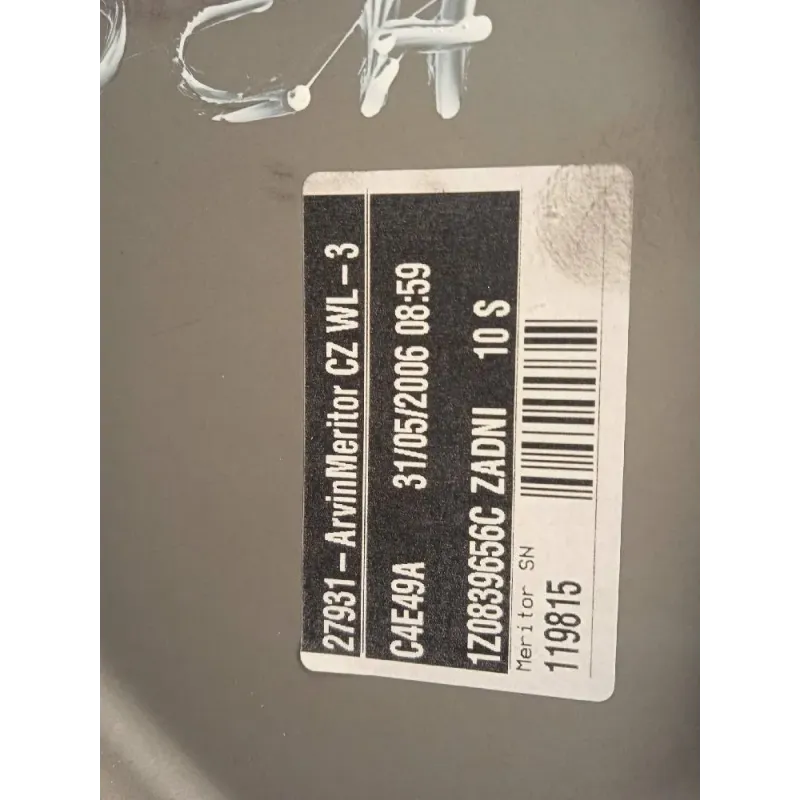 27931-ArvinMeritor CZ WL-3
C4E49A 31/05/2006 08:59
1Z0839656C ZADNI 10 S
Meritor SN
119815